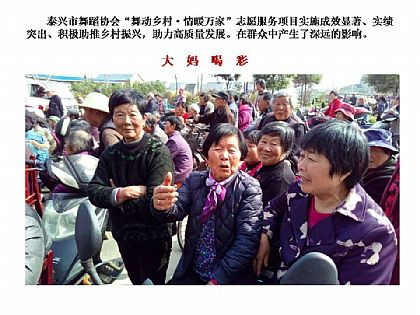 泰兴市舞蹈协会“舞动乡村·情暖万家”志愿服务项目实施成效显著、实绩
突出、积极助推乡村振兴，助力高质量发展。在群众中产生了深远的影响。
大妈喝彩